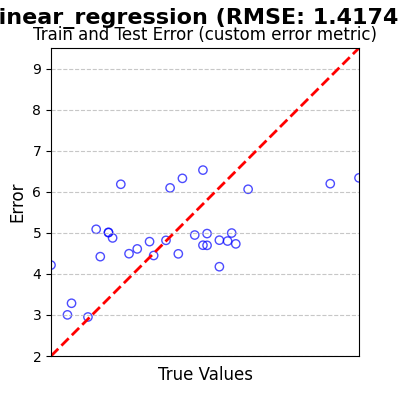 inear_regression (RMSE: 1.4174
Train and Test Error (custom error metric)
9
8
7
6
5
4
3
2
Error
True Values